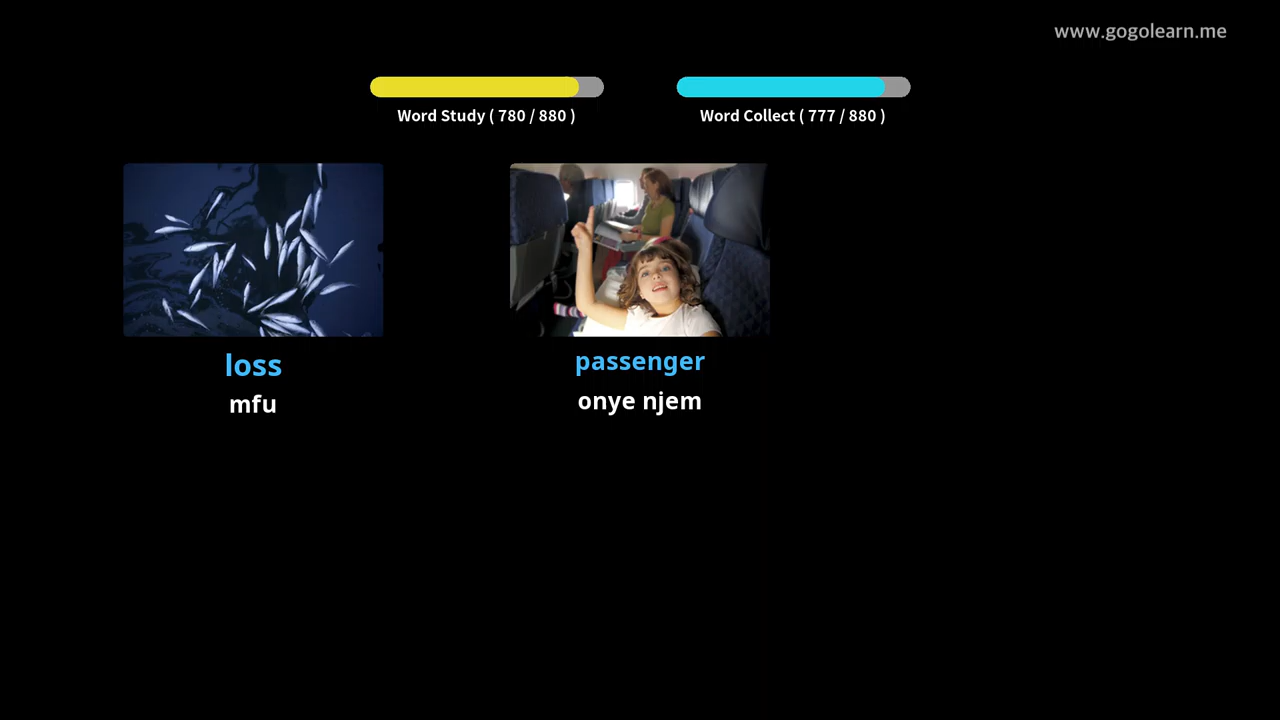 www.gogolearn.me
Word Study ( 780 / 880 )
Word Collect ( 777 / 880 )
loss
mfu
passenger
onye njem